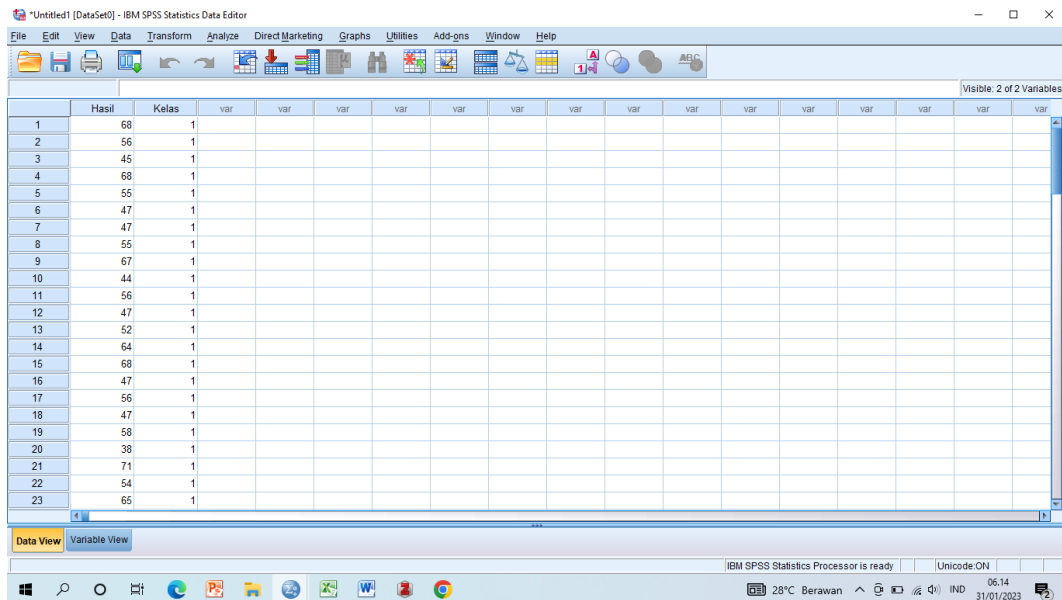 *Untitled1 [DataSet0] - IBM SPSS Statistics Data Editor
File Edit View Data Transform Analyze Direct Marketing Graphs Utilities Add-ons Window Help
Visible: 2 of 2 Variables
Hasil Kelas var var var var var var var var var var var var var var var
1 68 1
2 56 1
3 45 1
4 68 1
5 55 1
6 47 1
7 47 1
8 55 1
9 67 1
10 44 1
11 56 1
12 47 1
13 52 1
14 64 1
15 68 1
16 47 1
17 56 1
18 47 1
19 58 1
20 38 1
21 71 1
22 54 1
23 65 1
Data View Variable View
IBM SPSS Statistics Processor is ready Unicode:ON
28°C Berawan IND 06.14
31/01/2023